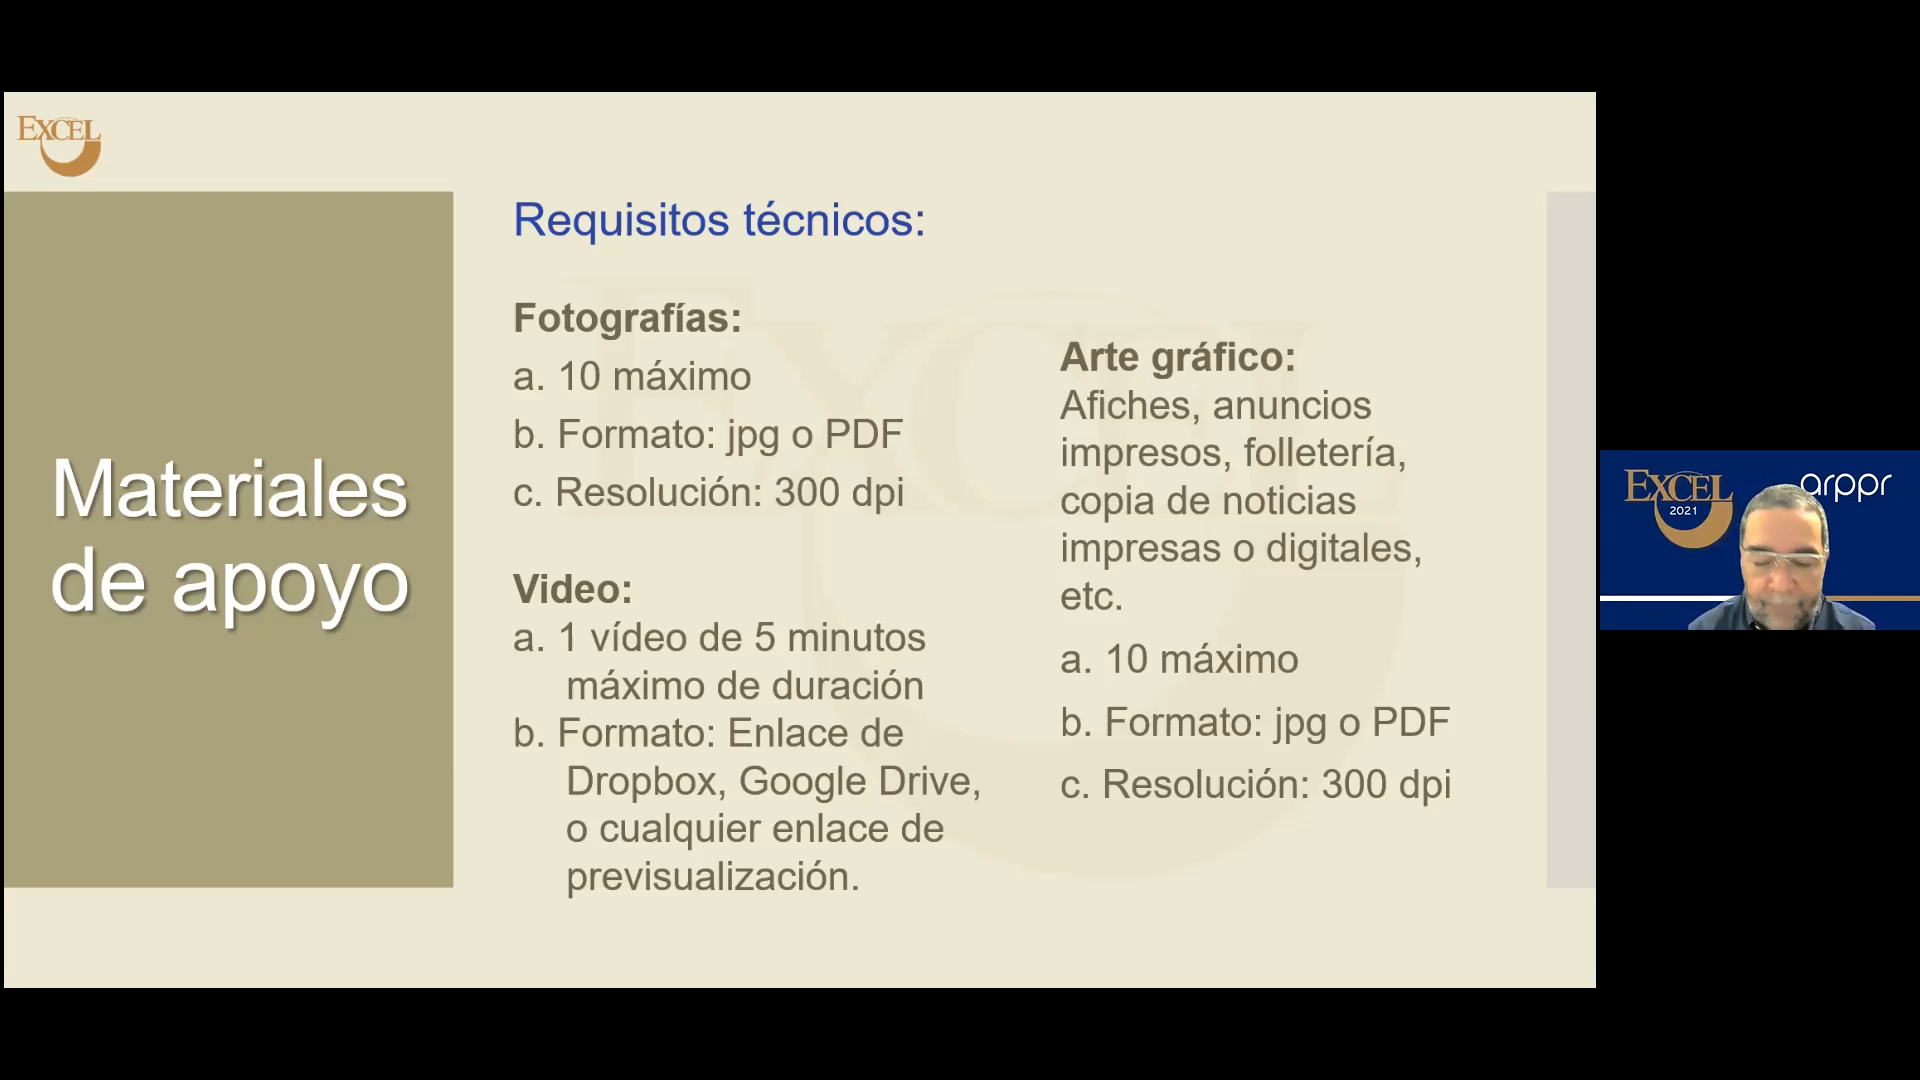 EXCEL
Materiales
de apoyo
Requisitos técnicos:
Fotografías:
a. 10 máximo
b. Formato: jpg o PDF
c. Resolución: 300 dpi
Video:
a. 1 vídeo de 5 minutos
máximo de duración
b. Formato: Enlace de
Dropbox, Google Drive,
o cualquier enlace de
previsualización.
Arte gráfico:
Afiches, anuncios
impresos, folletería,
copia de noticias
impresas o digitales,
etc.
a. 10 máximo
b. Formato: jpg o PDF
c. Resolución: 300 dpi
EXCEL
2021
arppr